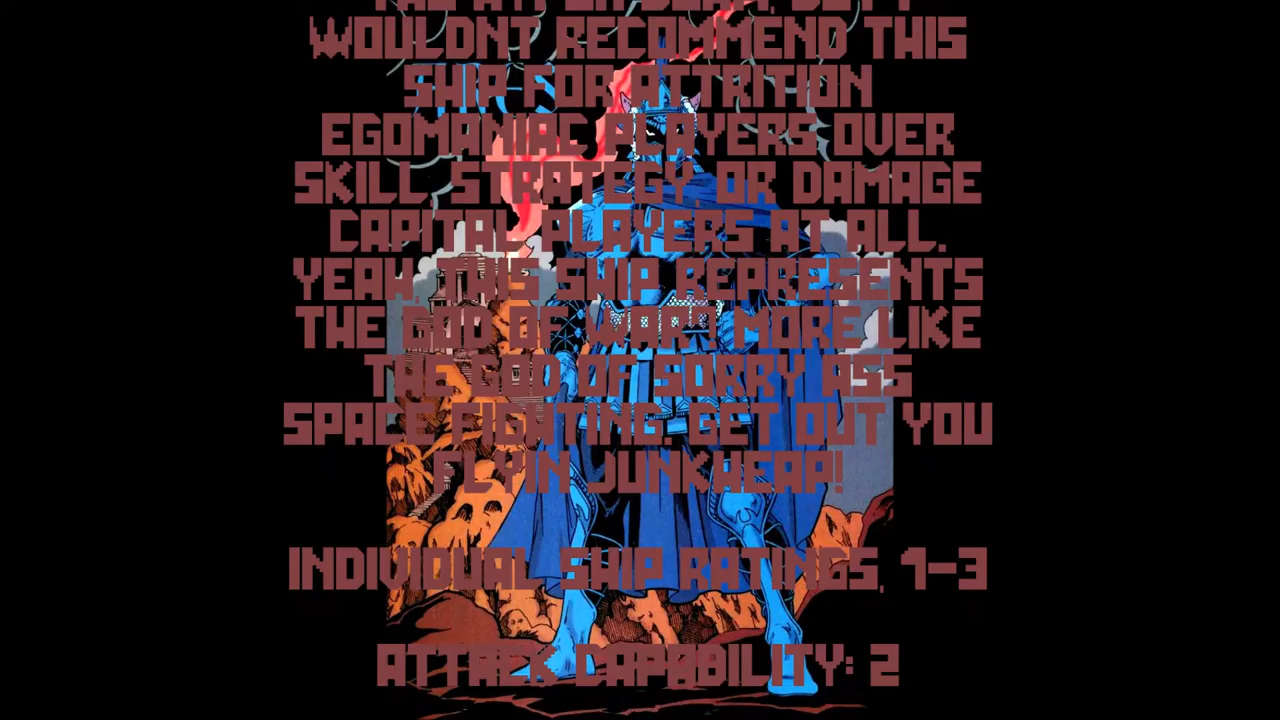 WOULDNT RECOMMEND THIS
SHIP FOR ATTRITION
EGOMANIAC PLAYERS OVER
SKILL, STRATEGY, OR DAMAGE
CAPITAL PLAYERS AT ALL.
YEAH, THIS SHIP REPRESENTS
THE GOD OF WAR? MORE LIKE
THE GOD OF SORRY ASS
SPACE FIGHTING. GET OUT YOU
FLYIN JUNKHEAP!
INDIVIDUAL SHIP RATINGS, 1-3
ATTACK CAPABILITY: 2